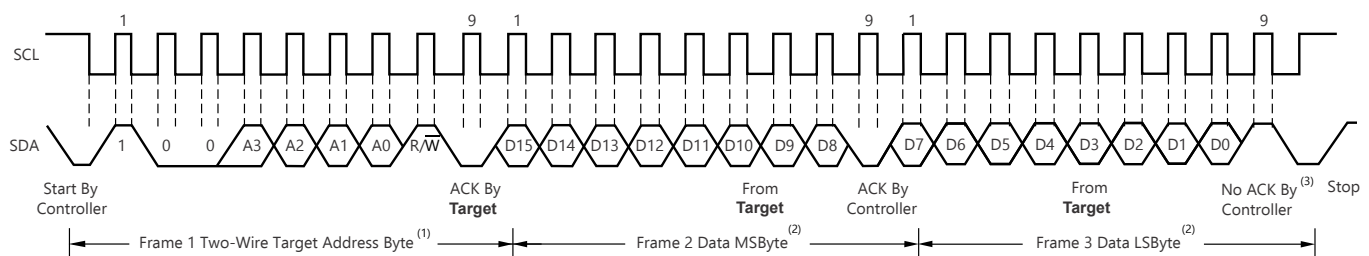 1 9 1 9 1 9
SCL
SDA 1 0 0 A3 A2 A1 A0 R/W D15 D14 D13 D12 D11 D10 D9 D8 D7 D6 D5 D4 D3 D2 D1 D0
Start By
Controller
ACK By
Target
From
Target
ACK By
Controller
From
Target
No ACK By (3)
Controller
Stop
Frame 1 Two-Wire Target Address Byte (1)
Frame 2 Data MSByte (2)
Frame 3 Data LSByte (2)